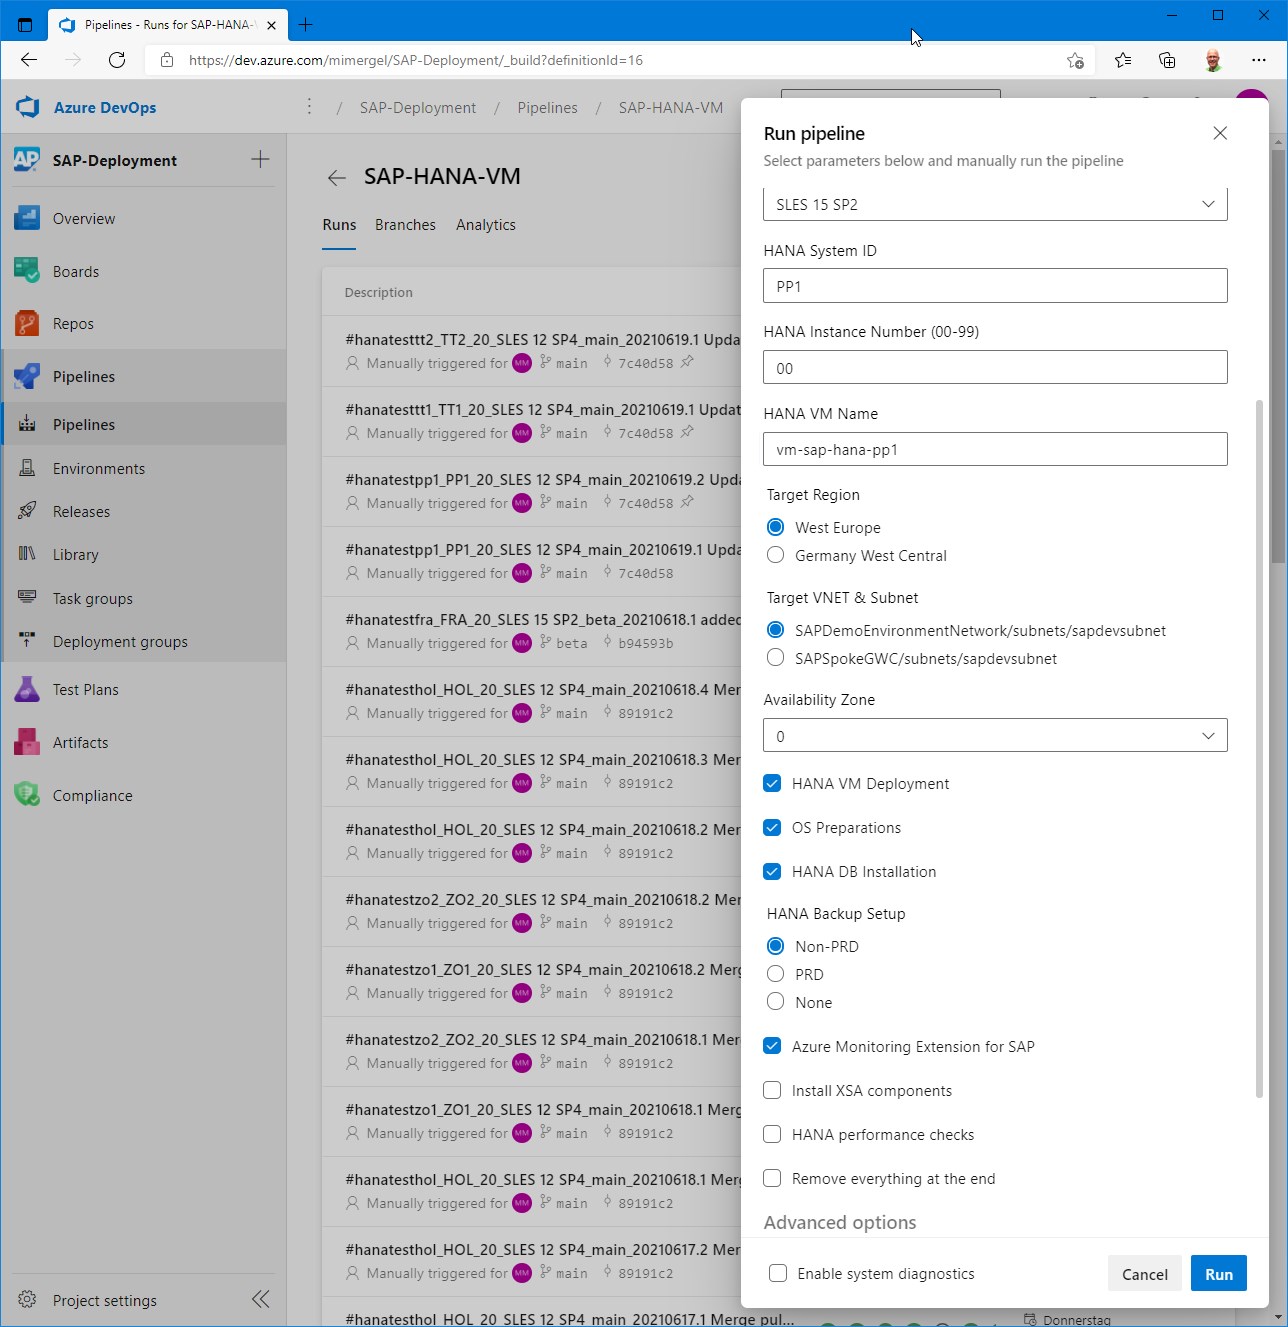 Pipelines - Runs for SAP-HANA-
https://dev.azure.com/mimergel/SAP-Deployment/_build?definitionId=16
Azure DevOps
/ SAP-Deployment / Pipelines / SAP-HANA-VM
AP SAP-Deployment
Overview
Boards
Repos
Pipelines
Pipelines
Environments
Releases
Library
Task groups
Deployment groups
Test Plans
Artifacts
Compliance
Project settings
SAP-HANA-VM
Runs Branches Analytics
Description
#hanatesttt2_TT2_20_SLES 12 SP4_main_20210619.1 Upda
Manually triggered for MM main 7c40d58
#hanatesttt1_TT1_20_SLES 12 SP4_main_20210619.1 Updat
Manually triggered for MM main 7c40d58
#hanatestpp1_PP1_20_SLES 12 SP4_main_20210619.2 Upd
Manually triggered for MM main 7c40d58
#hanatestpp1_PP1_20_SLES 12 SP4_main_20210619.1 Upda
Manually triggered for MM main 7c40d58
#hanatestfra_FRA_20_SLES 15 SP2_beta_20210618.1 added
Manually triggered for MM beta b94593b
#hanatesthol_HOL_20_SLES 12 SP4_main_20210618.4 Mer
Manually triggered for MM main 89191c2
#hanatesthol_HOL_20_SLES 12 SP4_main_20210618.3 Mer
Manually triggered for MM main 89191c2
#hanatesthol_HOL_20_SLES 12 SP4_main_20210618.2 Mer
Manually triggered for MM main 89191c2
#hanatestzo2_ZO2_20_SLES 12 SP4_main_20210618.2 Mer
Manually triggered for MM main 89191c2
#hanatestzo1_ZO1_20_SLES 12 SP4_main_20210618.2 Merg
Manually triggered for MM main 89191c2
#hanatestzo2_ZO2_20_SLES 12 SP4_main_20210618.1 Mer
Manually triggered for MM main 89191c2
#hanatestzo1_ZO1_20_SLES 12 SP4_main_20210618.1 Merg
Manually triggered for MM main 89191c2
#hanatesthol_HOL_20_SLES 12 SP4_main_20210618.1 Mer
Manually triggered for MM main 89191c2
#hanatesthol_HOL_20_SLES 12 SP4_main_20210617.2 Mer
Manually triggered for MM main 89191c2
#hanatesthol_HOL_20_SLES 12 SP4_main_20210617.1 Merge pul...
Donnerstag
Run pipeline
Select parameters below and manually run the pipeline
SLES 15 SP2
HANA System ID
PP1
HANA Instance Number (00-99)
00
HANA VM Name
vm-sap-hana-pp1
Target Region
West Europe
Germany West Central
Target VNET & Subnet
SAPDemoEnvironmentNetwork/subnets/sapdevsubnet
SAPSpokeGWC/subnets/sapdevsubnet
Availability Zone
0
HANA VM Deployment
OS Preparations
HANA DB Installation
HANA Backup Setup
Non-PRD
PRD
None
Azure Monitoring Extension for SAP
Install XSA components
HANA performance checks
Remove everything at the end
Advanced options
Enable system diagnostics
Cancel
Run